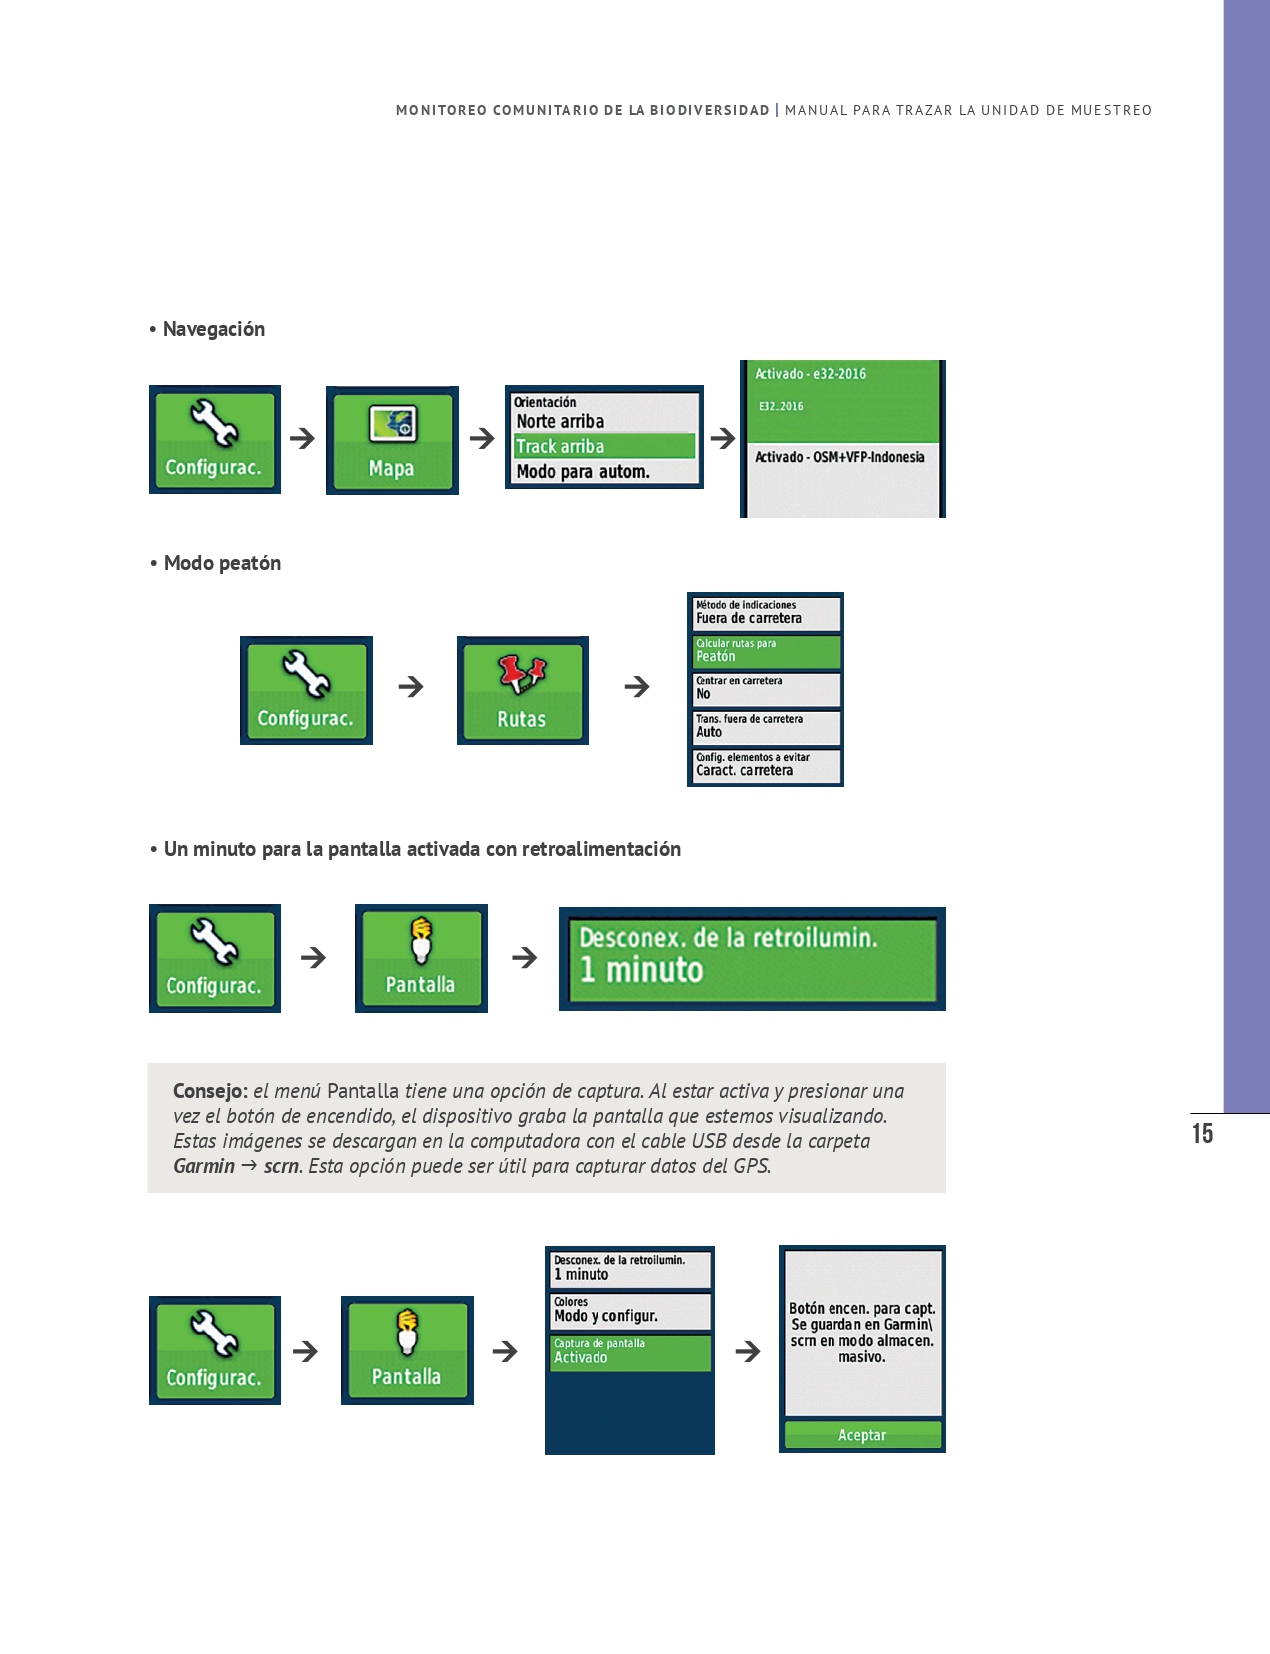 MONITOREO COMUNITARIO DE LA BIODIVERSIDAD | MANUAL PARA TRAZAR LA UNIDAD DE MUESTREO
• Navegación
Configurac.
Mapa
Orientación
Norte arriba
Track arriba
Modo para autom.
Activado - e32-2016
E32_2016
Activado - OSM+VFP-Indonesia
• Modo peatón
Configurac.
Rutas
Método de indicaciones
Fuera de carretera
Calcular rutas para
Peatón
Centrar en carretera
No
Trans. fuera de carretera
Auto
Config. elementos a evitar
Caract. carretera
• Un minuto para la pantalla activada con retroalimentación
Configurac.
Pantalla
Desconex. de la retroilumin.
1 minuto
Consejo: el menú Pantalla tiene una opción de captura. Al estar activa y presionar una
vez el botón de encendido, el dispositivo graba la pantalla que estemos visualizando.
Estas imágenes se descargan en la computadora con el cable USB desde la carpeta
Garmin → scrn. Esta opción puede ser útil para capturar datos del GPS.
15
Configurac.
Pantalla
Desconex. de la retroilumin.
1 minuto
Colores
Modo y configur.
Captura de pantalla
Activado
Botón encen. para capt.
Se guardan en Garmin\
scrn en modo almacen.
masivo.
Aceptar